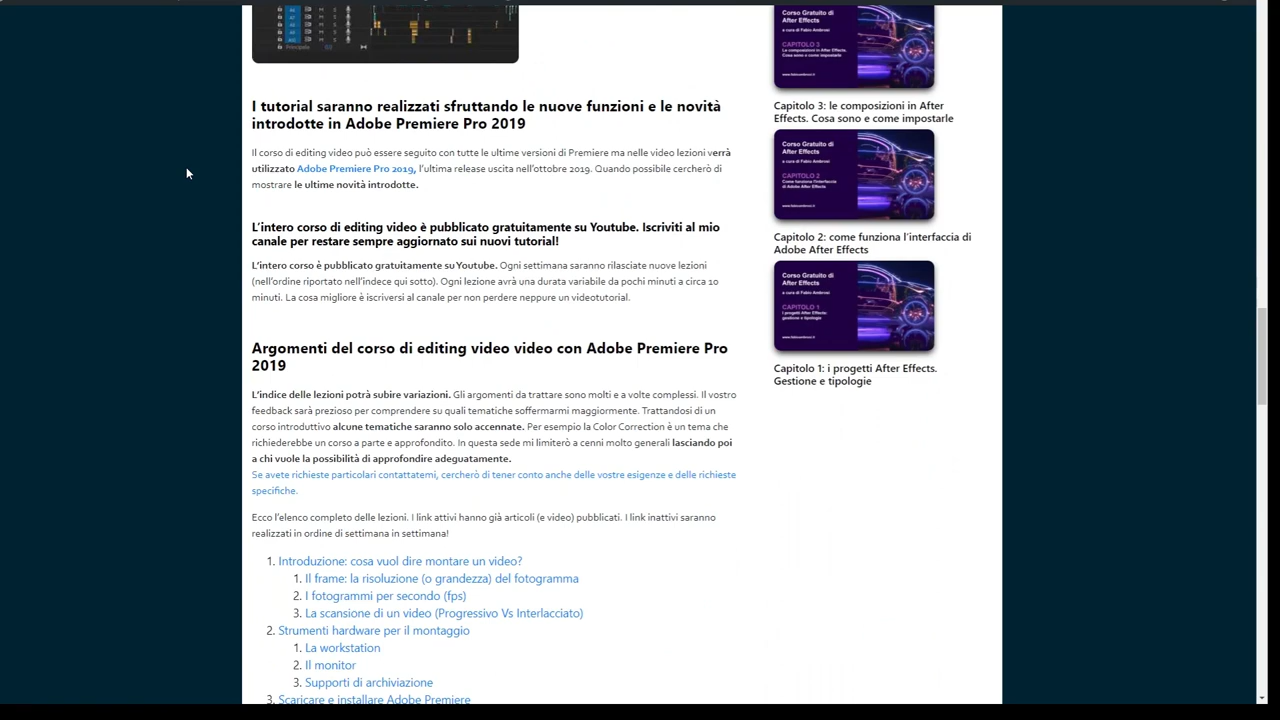 M S
M S
M S
M S
Principale 0,0
I tutorial saranno realizzati sfruttando le nuove funzioni e le novità
introdotte in Adobe Premiere Pro 2019
Il corso di editing video può essere seguito con tutte le ultime versioni di Premiere ma nelle video lezioni verrà
utilizzato Adobe Premiere Pro 2019, l'ultima release uscita nell'ottobre 2019. Quando possibile cercherò di
mostrare le ultime novità introdotte.
L'intero corso di editing video è pubblicato gratuitamente su Youtube. Iscriviti al mio
canale per restare sempre aggiornato sui nuovi tutorial!
L'intero corso è pubblicato gratuitamente su Youtube. Ogni settimana saranno rilasciate nuove lezioni
(nell'ordine riportato nell'indece qui sotto). Ogni lezione avrà una durata variabile da pochi minuti a circa 10
minuti. La cosa migliore è iscriversi al canale per non perdere neppure un videotutorial.
Argomenti del corso di editing video video con Adobe Premiere Pro
2019
L'indice delle lezioni potrà subire variazioni. Gli argomenti da trattare sono molti e a volte complessi. Il vostro
feedback sarà prezioso per comprendere su quali tematiche soffermarmi maggiormente. Trattandosi di un
corso introduttivo alcune tematiche saranno solo accennate. Per esempio la Color Correction è un tema che
richiederebbe un corso a parte e approfondito. In questa sede mi limiterò a cenni molto generali lasciando poi
a chi vuole la possibilità di approfondire adeguatamente.
Se avete richieste particolari contattatemi, cercherò di tener conto anche delle vostre esigenze e delle richieste
specifiche.
Ecco l'elenco completo delle lezioni. I link attivi hanno già articoli (e video) pubblicati. I link inattivi saranno
realizzati in ordine di settimana in settimana!
1. Introduzione: cosa vuol dire montare un video?
1. Il frame: la risoluzione (o grandezza) del fotogramma
2. I fotogrammi per secondo (fps)
3. La scansione di un video (Progressivo Vs Interlacciato)
2. Strumenti hardware per il montaggio
1. La workstation
2. Il monitor
3. Supporti di archiviazione
3. Scaricare e installare Adobe Premiere
Corso Gratuito di
After Effects
a cura di Fabio Ambrosi
CAPITOLO 3
Le composizioni in After Effects.
Cosa sono e come impostarle
Capitolo 3: le composizioni in After
Effects. Cosa sono e come impostarle
Corso Gratuito di
After Effects
a cura di Fabio Ambrosi
CAPITOLO 2
Come funziona l'interfaccia
di Adobe After Effects
Capitolo 2: come funziona l'interfaccia di
Adobe After Effects
Corso Gratuito di
After Effects
a cura di Fabio Ambrosi
CAPITOLO 1
I progetti After Effects:
gestione e tipologie
Capitolo 1: i progetti After Effects.
Gestione e tipologie